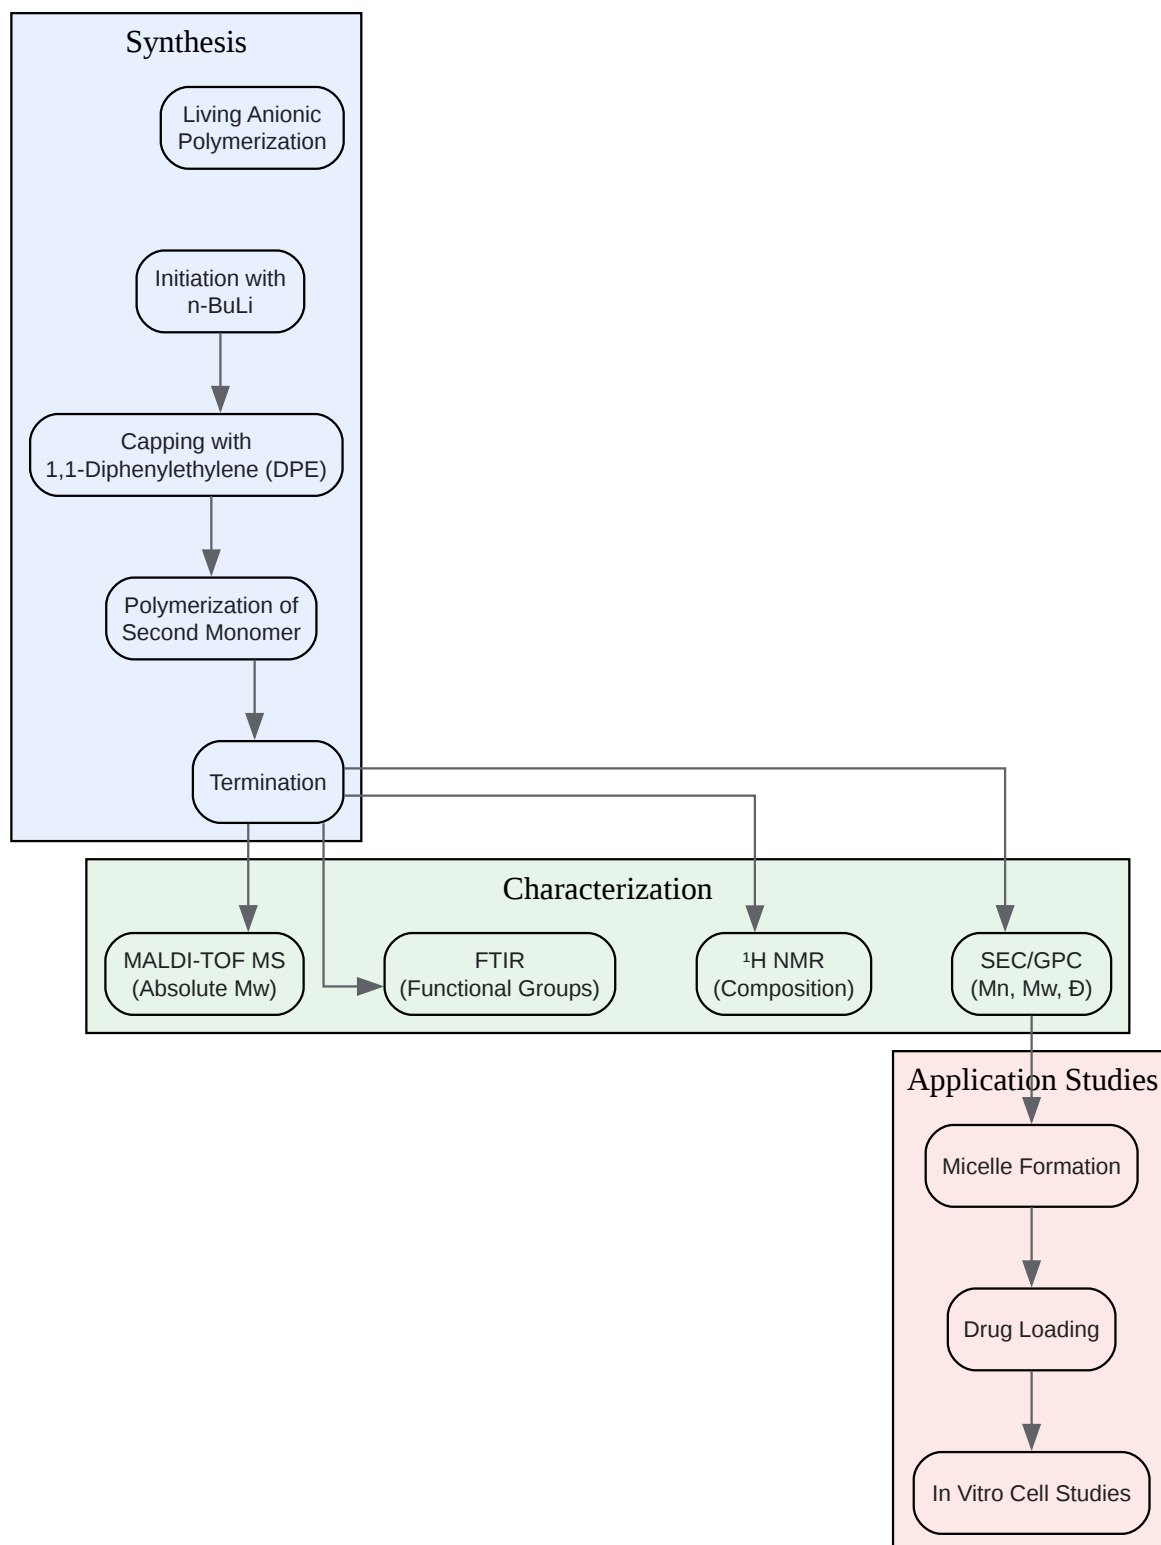 Synthesis
Living Anionic
Polymerization
Initiation with
n-BuLi
Capping with
1,1-Diphenylethylene (DPE)
Polymerization of
Second Monomer
Termination
Characterization
MALDI-TOF MS
(Absolute Mw)
FTIR
(Functional Groups)
¹H NMR
(Composition)
SEC/GPC
(Mn, Mw, Đ)
Application Studies
Micelle Formation
Drug Loading
In Vitro Cell Studies